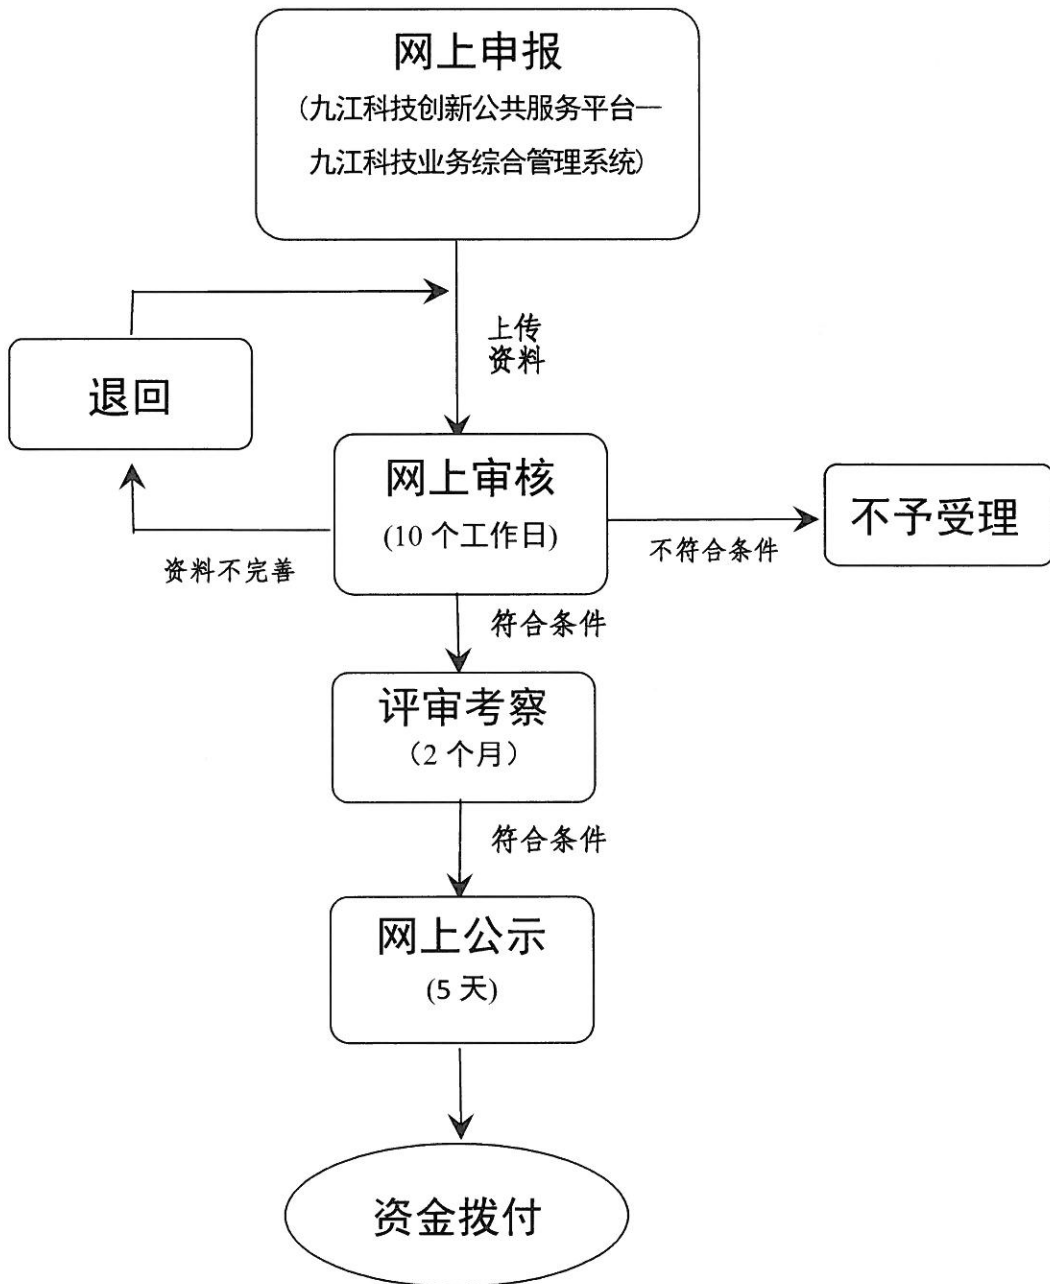 网上申报
(九江科技创新公共服务平台—
九江科技业务综合管理系统)
上传
资料
退回
网上审核
(10 个工作日)
不予受理
资料不完善
不符合条件
符合条件
评审考察
（2 个月）
符合条件
网上公示
(5 天)
资金拨付